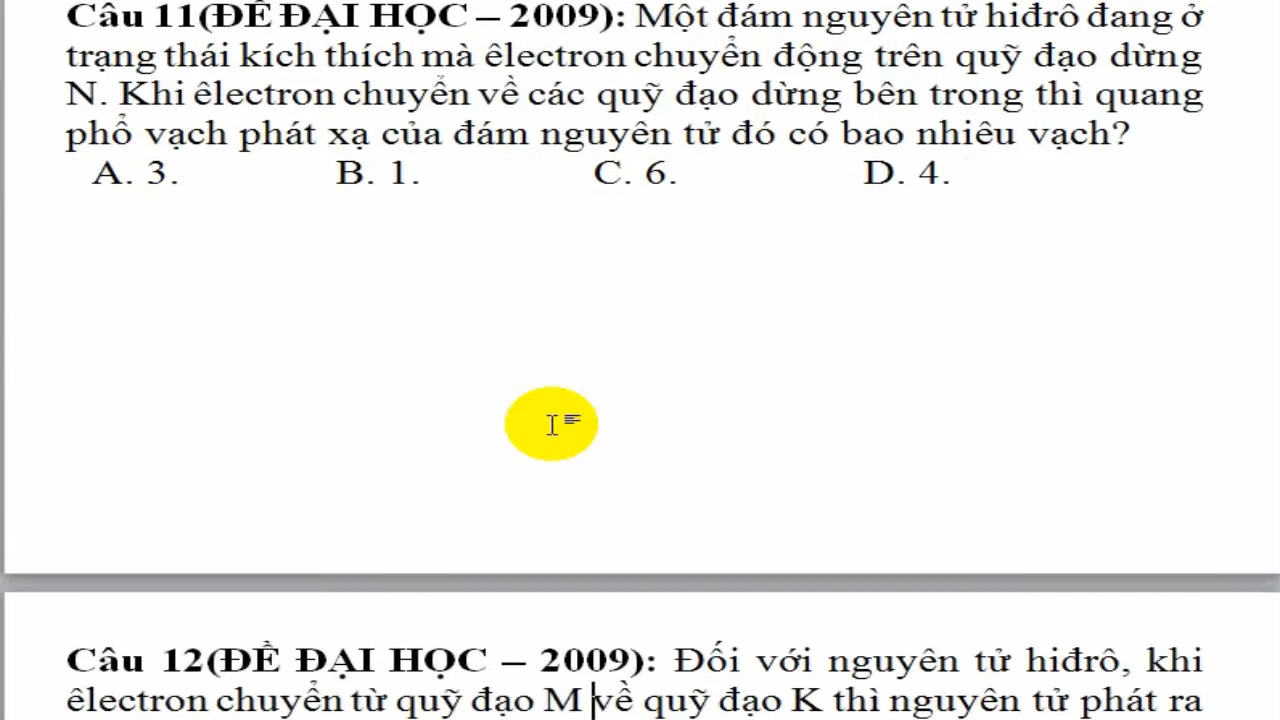 Câu 11(ĐỀ ĐẠI HỌC – 2009): Một đám nguyên tử hiđrô đang ở
trạng thái kích thích mà êlectron chuyển động trên quỹ đạo dừng
N. Khi êlectron chuyển về các quỹ đạo dừng bên trong thì quang
phổ vạch phát xạ của đám nguyên tử đó có bao nhiêu vạch?
A. 3. B. 1. C. 6. D. 4.
Câu 12(ĐỀ ĐẠI HỌC – 2009): Đối với nguyên tử hiđrô, khi
êlectron chuyển từ quỹ đạo M về quỹ đạo K thì nguyên tử phát ra